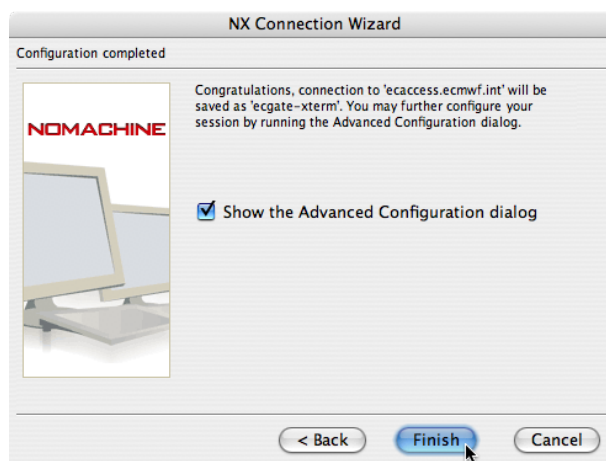 NX Connection Wizard
Configuration completed
NOMACHINE
Congratulations, connection to 'ecaccess.ecmwf.int' will be
saved as 'ecgate-xterm'. You may further configure your
session by running the Advanced Configuration dialog.
Show the Advanced Configuration dialog
< Back
Finish
Cancel